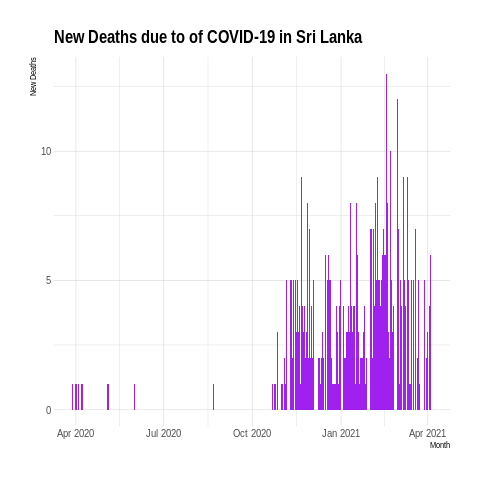 New Deaths due to of COVID-19 in Sri Lanka
New Deaths
10
5
0
Apr 2020 Jul 2020 Oct 2020 Jan 2021 Apr 2021
Month